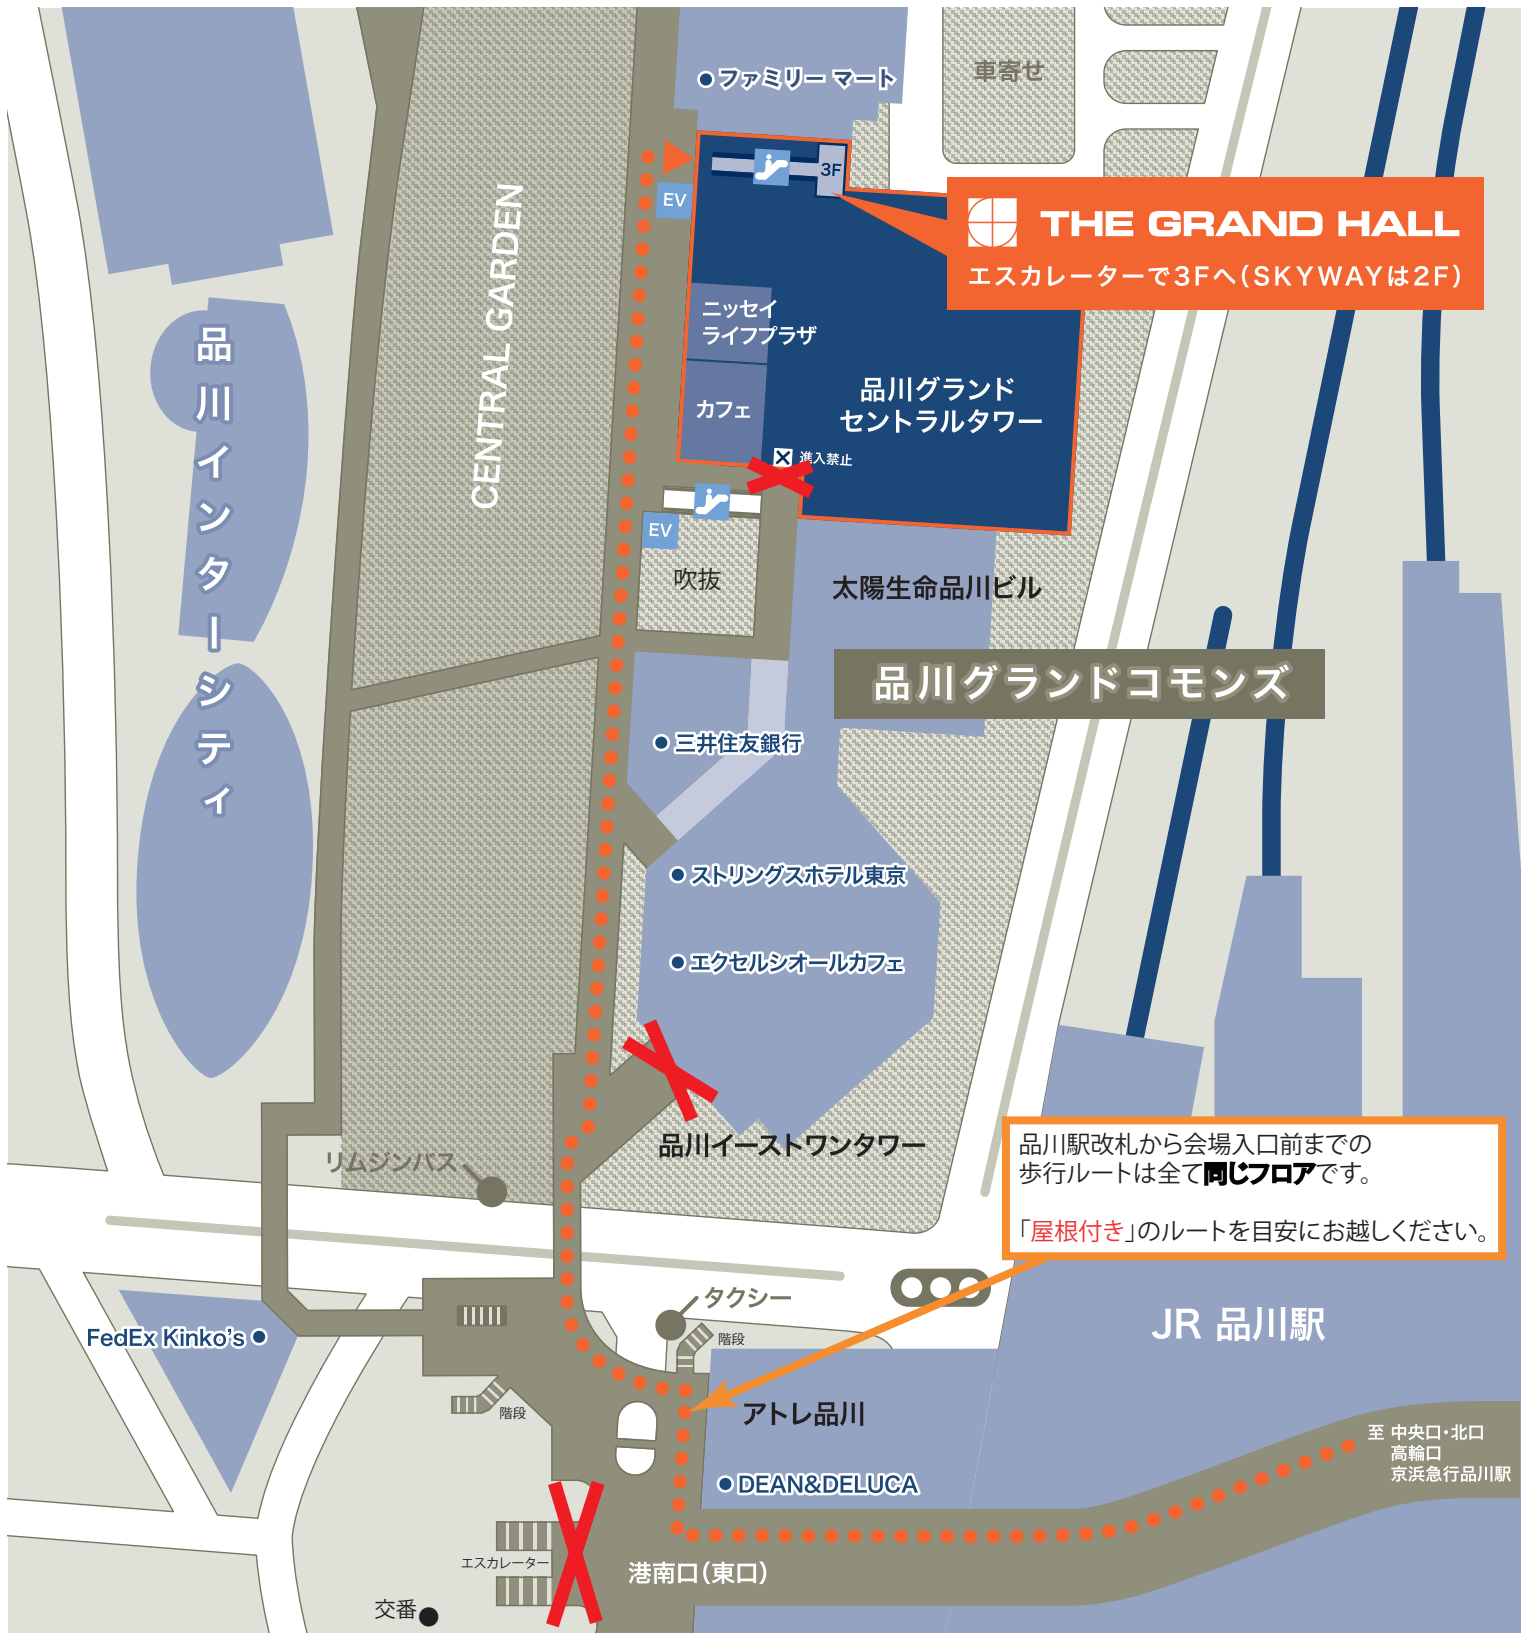 ファミリー マート
車寄せ
3F
EV
THE GRAND HALL
エスカレーターで3Fへ(SKYWAYは2F)
CENTRAL GARDEN
ニッセイ
ライフプラザ
品川インターシティ
カフェ
品川グランド
セントラルタワー
進入禁止
EV
吹抜
太陽生命品川ビル
品川グランドコモンズ
三井住友銀行
ストリングスホテル東京
エクセルシオールカフェ
品川イーストワンタワー
品川駅改札から会場入口前までの
歩行ルートは全て同じフロアです。
「屋根付き」のルートを目安にお越しください。
リムジンバス
タクシー
階段
JR 品川駅
FedEx Kinko's
階段
アトレ品川
至 中央口・北口
高輪口
京浜急行品川駅
DEAN&DELUCA
エスカレーター
港南口(東口)
交番